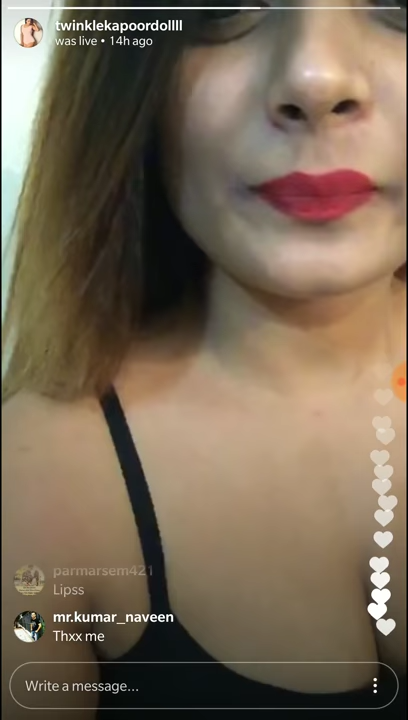 twinklekapoordollll
was live • 14h ago
parmarsem421
Lipss
mr.kumar_naveen
Thxx me
Write a message...